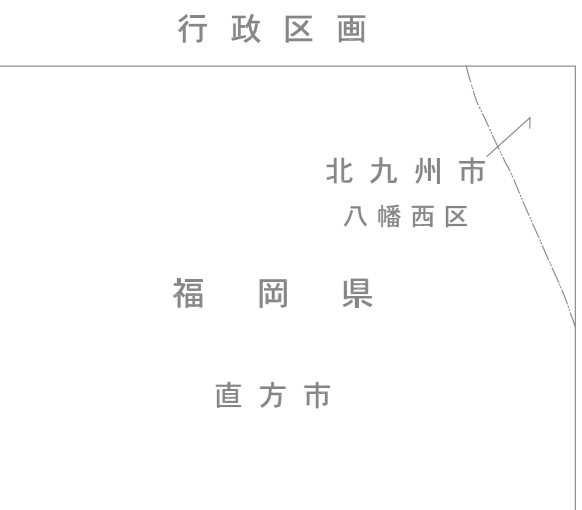 行政区画
北九州市
八幡西区
福岡県
直方市